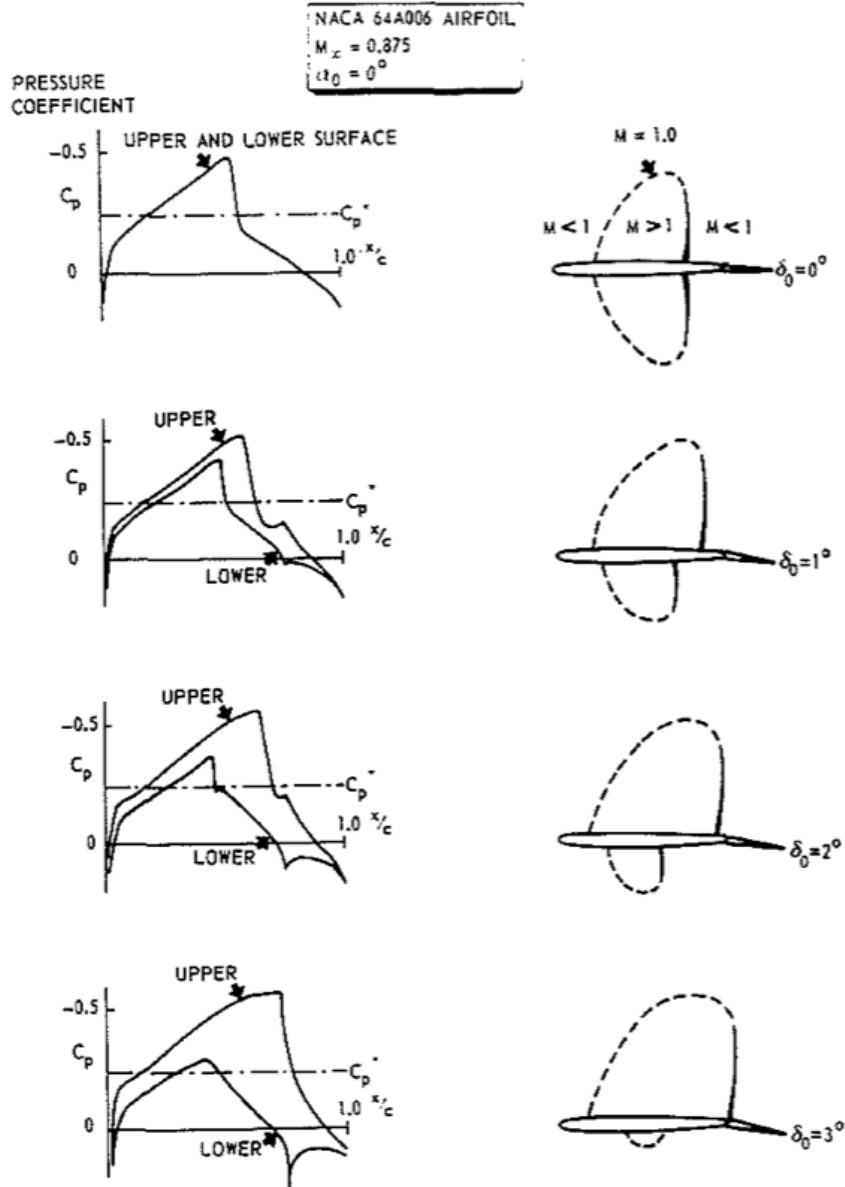 NACA 64A006 AIRFOIL
M∞ = 0.875
α0 = 0°
PRESSURE
COEFFICIENT
UPPER AND LOWER SURFACE
-0.5
Cp
Cp*
0
1.0 x/c
M = 1.0
M < 1
M > 1
M < 1
δ0=0°
UPPER
-0.5
Cp
Cp*
0
1.0 x/c
LOWER
δ0=1°
UPPER
-0.5
Cp
Cp*
0
1.0 x/c
LOWER
δ0=2°
UPPER
-0.5
Cp
Cp*
0
1.0 x/c
LOWER
δ0=3°